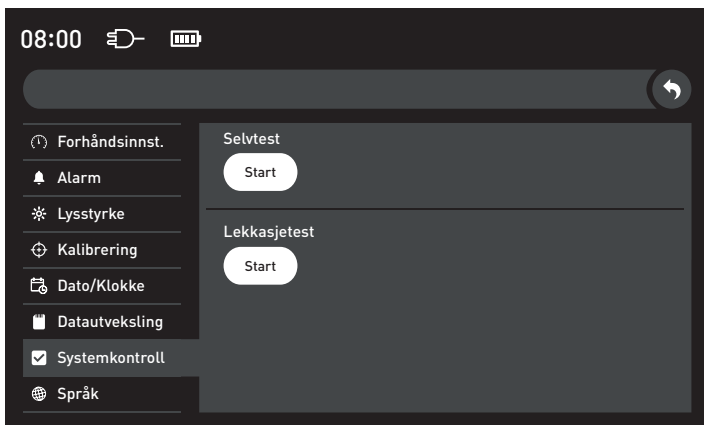 08:00
Forhåndsinnst.
Alarm
Lysstyrke
Kalibrering
Dato/Klokke
Datautveksling
Systemkontroll
Språk
Selvtest
Start
Lekkasjetest
Start